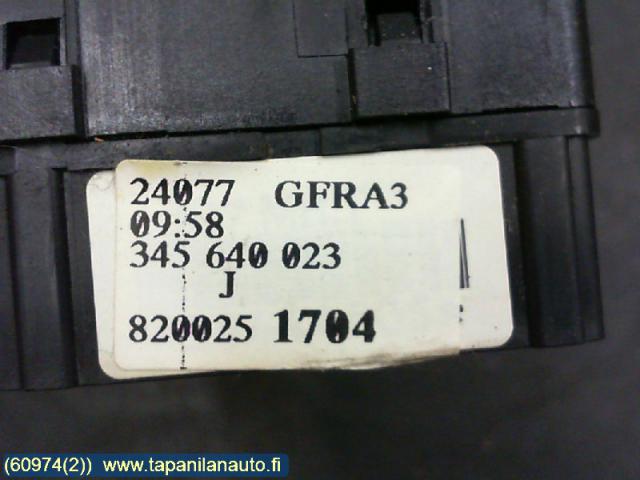 24077 GFRA3
09:58
345 640 023
J
820025 1704
(60974(2)) www.tapanilanauto.fi